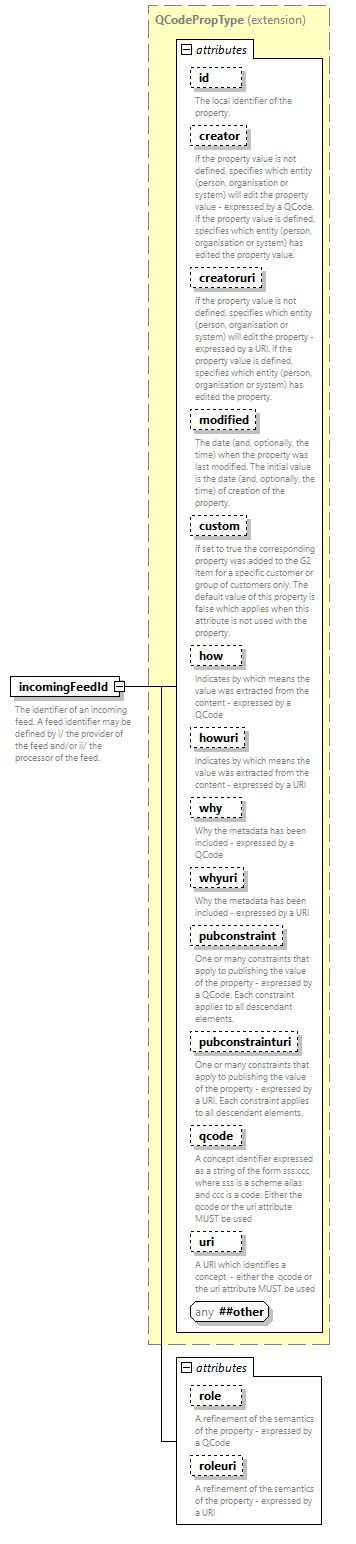 QCodePropType (extension)
attributes
id
The local identifier of the
property.
creator
If the property value is not
defined, specifies which entity
(person, organisation or
system) will edit the property
value - expressed by a QCode.
If the property value is defined,
specifies which entity (person,
organisation or system) has
edited the property value.
creatoruri
If the property value is not
defined, specifies which entity
(person, organisation or
system) will edit the property -
expressed by a URI. If the
property value is defined,
specifies which entity (person,
organisation or system) has
edited the property.
modified
The date (and, optionally, the
time) when the property was
last modified. The initial value
is the date (and, optionally, the
time) of creation of the
property.
custom
If set to true the corresponding
property was added to the G2
Item for a specific customer or
group of customers only. The
default value of this property is
false which applies when this
attribute is not used with the
property.
how
Indicates by which means the
value was extracted from the
content - expressed by a
QCode
incomingFeedId
The identifier of an incoming
feed. A feed identifier may be
defined by i/ the provider of
the feed and/or ii/ the
processor of the feed.
howuri
Indicates by which means the
value was extracted from the
content - expressed by a URI
why
Why the metadata has been
included - expressed by a
QCode
whyuri
Why the metadata has been
included - expressed by a URI
pubconstraint
One or many constraints that
apply to publishing the value
of the property - expressed by
a QCode. Each constraint
applies to all descendant
elements.
pubconstrainturi
One or many constraints that
apply to publishing the value
of the property - expressed by
a URI. Each constraint applies
to all descendant elements.
qcode
A concept identifier expressed
as a string of the form sss:ccc,
where sss is a scheme alias
and ccc is a code. Either the
qcode or the uri attribute
MUST be used
uri
A URI which identifies a
concept - either the qcode or
the uri attribute MUST be used
any ##other
attributes
role
A refinement of the semantics
of the property - expressed by
a QCode
roleuri
A refinement of the semantics
of the property - expressed by
a URI